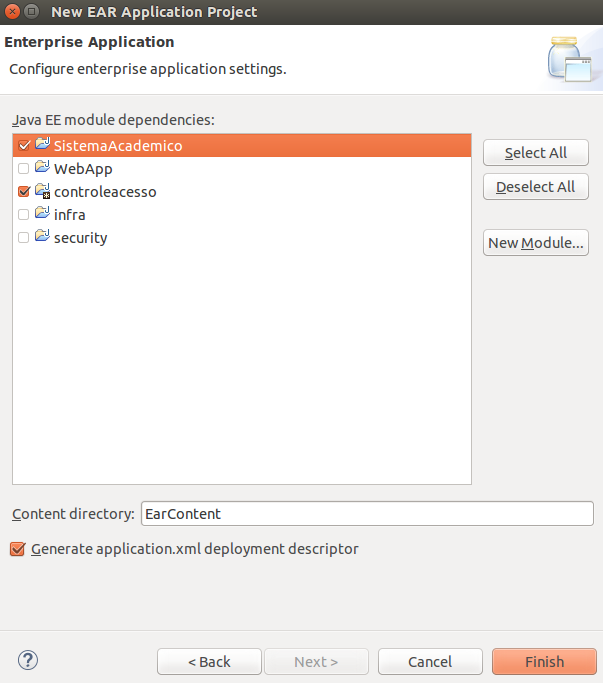 New EAR Application Project
Enterprise Application
Configure enterprise application settings.
Java EE module dependencies:
SistemaAcademico
WebApp
controleacesso
infra
security
Select All
Deselect All
New Module...
Content directory: EarContent
Generate application.xml deployment descriptor
? < Back Next > Cancel Finish